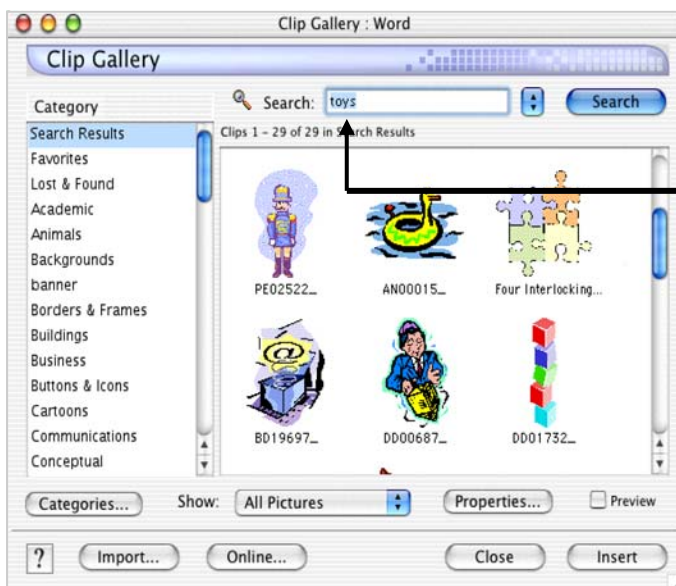 Clip Gallery : Word
Clip Gallery
Category
Search: toys Search
Search Results
Clips 1 - 29 of 29 in Search Results
Favorites
Lost & Found
Academic
Animals
Backgrounds
banner
Borders & Frames
Buildings
Business
Buttons & Icons
Cartoons
Communications
Conceptual
PE02522_ AN00015_ Four Interlocking...
@
BD19697_ DD00687_ DD01732_
Categories... Show: All Pictures Properties... Preview
? Import... Online... Close Insert